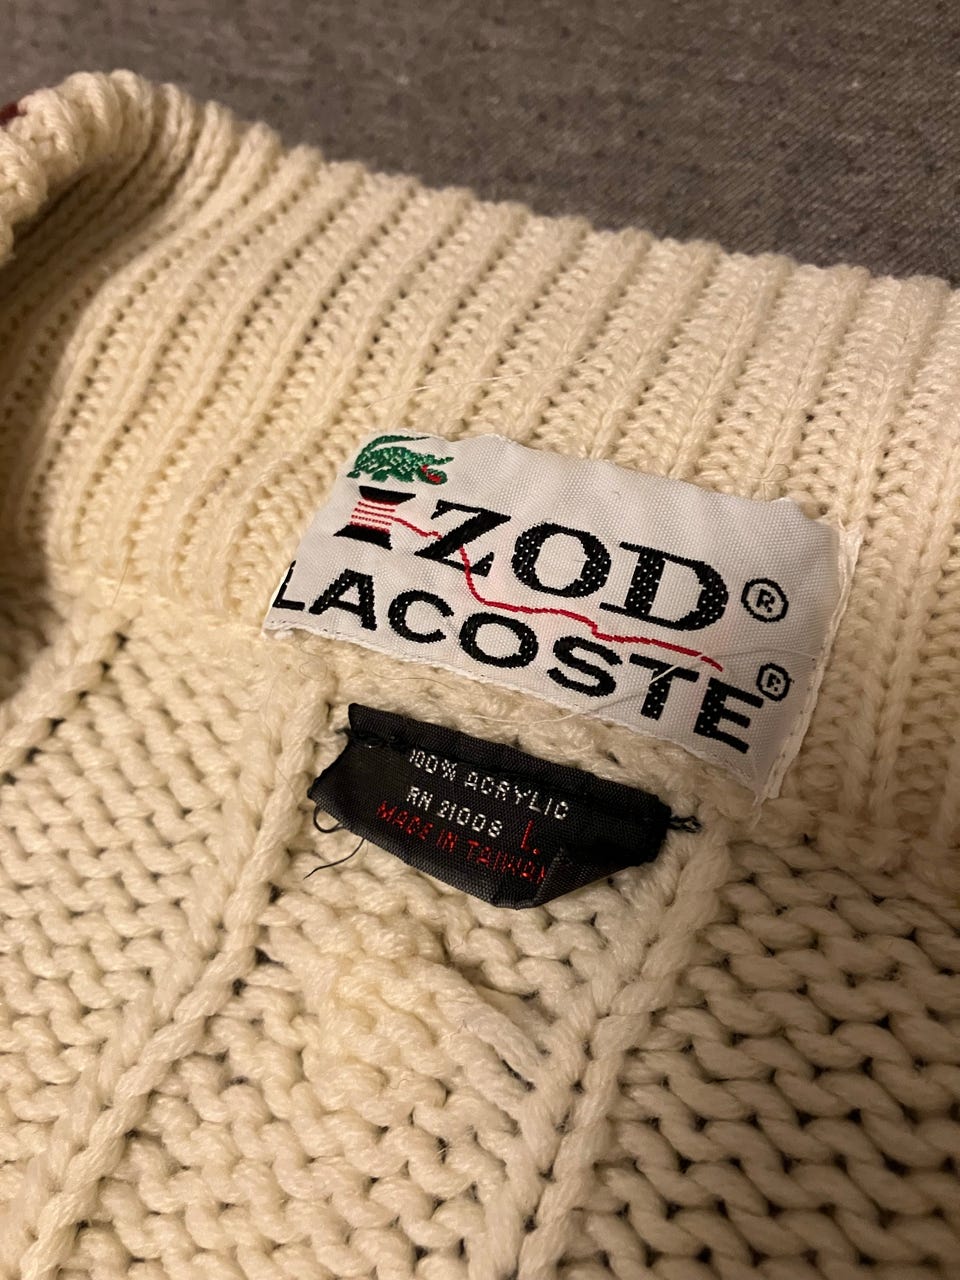 IZOD®
LACOSTE®
100% ACRYLIC
RN 21008 L.
MADE IN TAIWAN